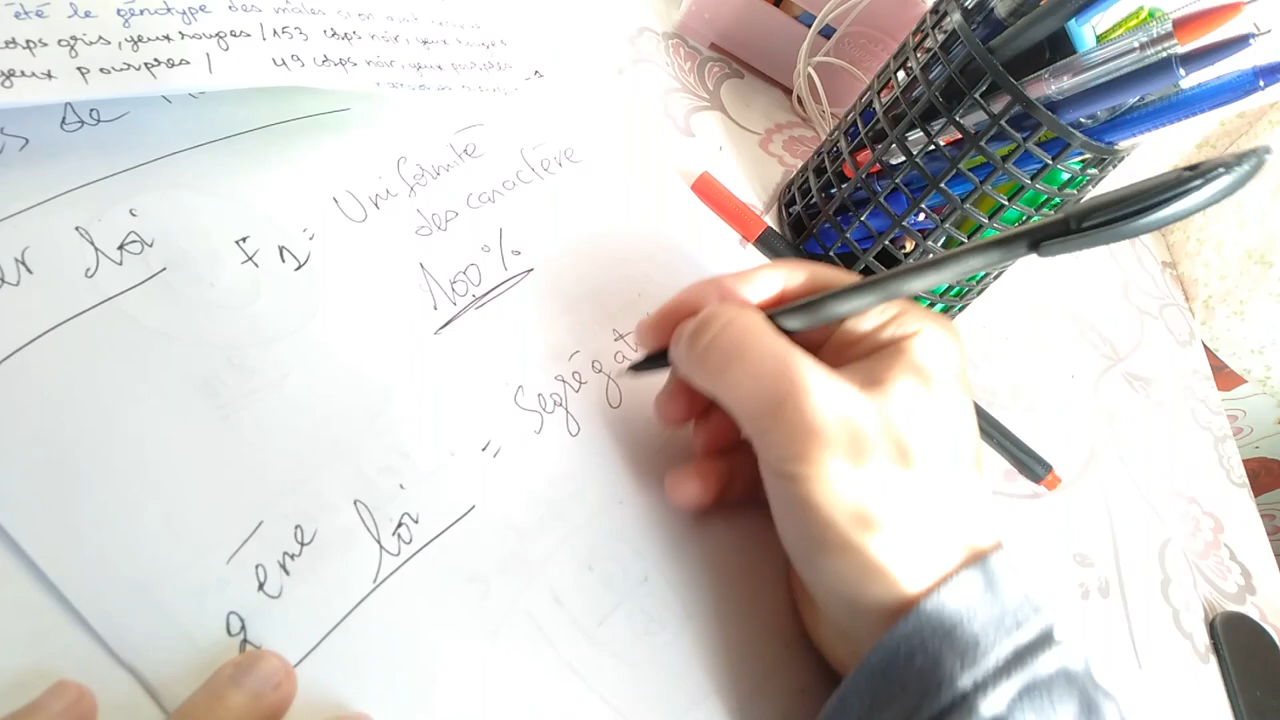 été le génotype des mâles si on avait
corps gris, yeux rouges / 153 corps noir, yeux rouges
yeux pourpres / 49 corps noir, yeux pourpres
s de
er loi
F1 = Uniformité
des caractère
100%
2ème loi = Ségrégat